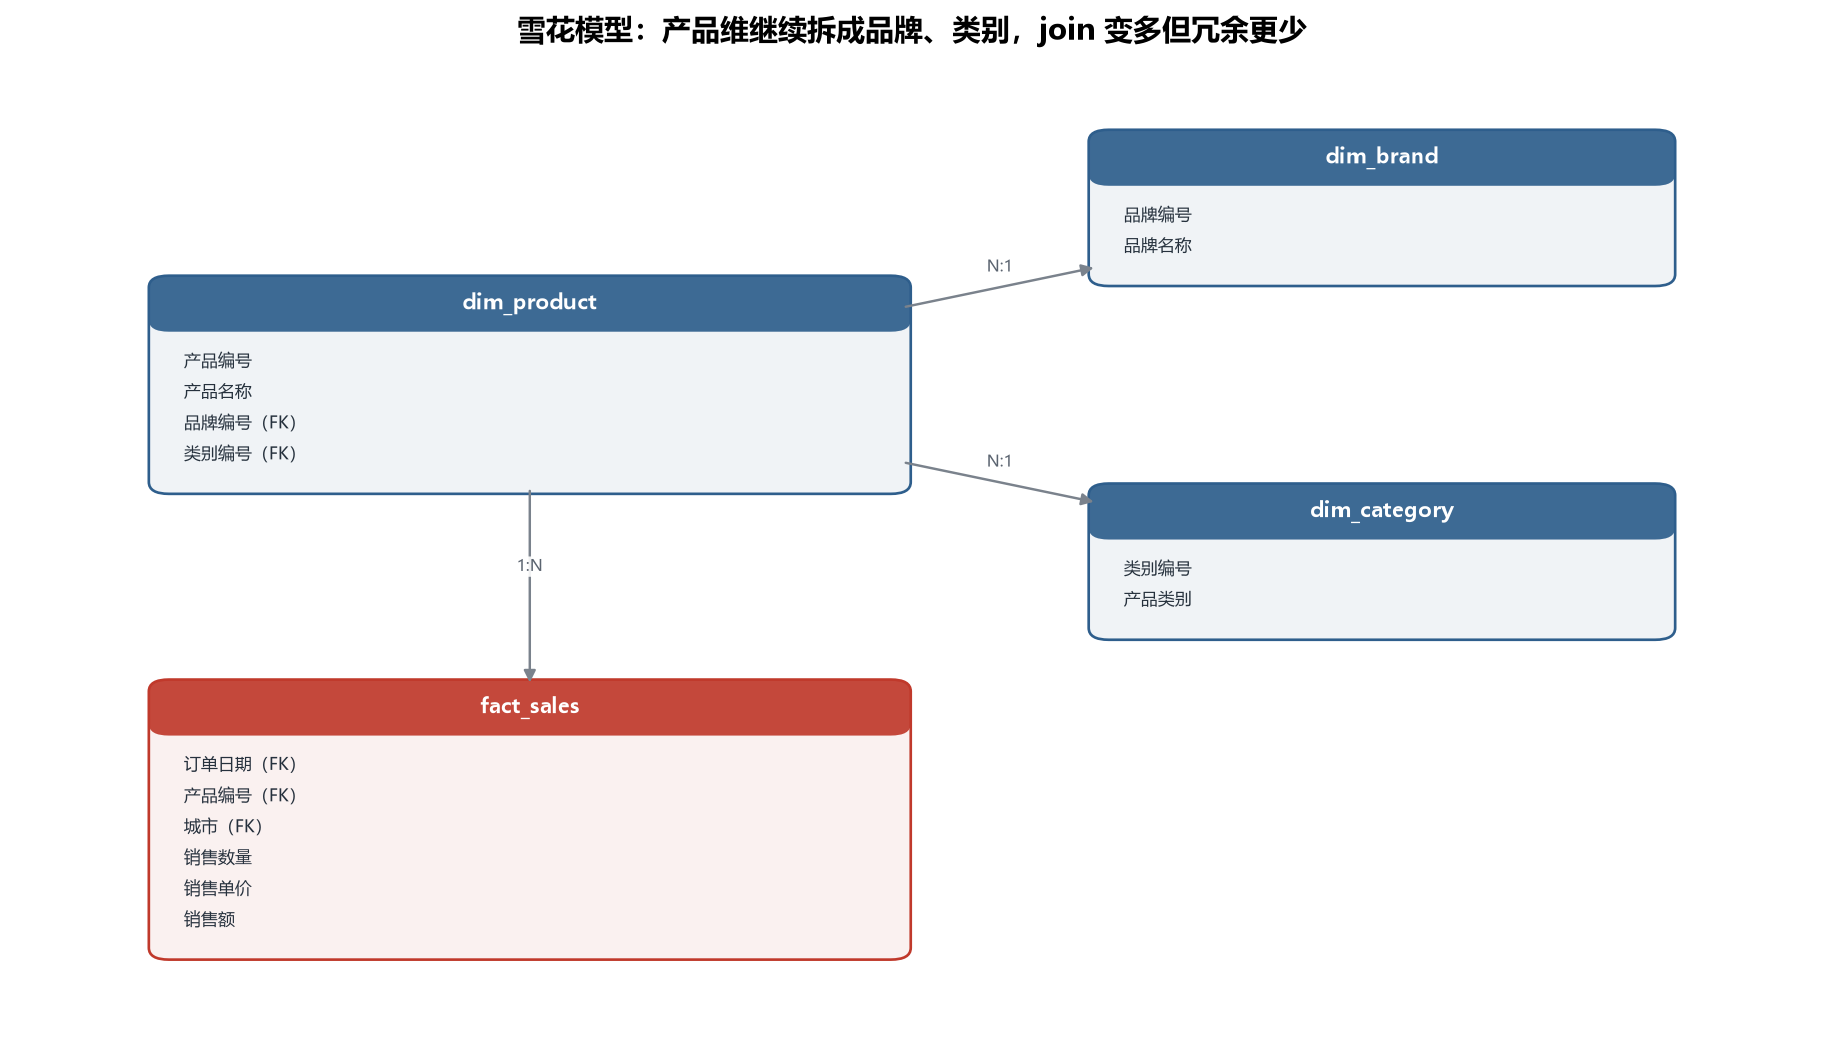 雪花模型：产品维继续拆成品牌、类别，join 变多但冗余更少
dim_brand
品牌编号
品牌名称
N:1
dim_product
产品编号
产品名称
品牌编号（FK）
类别编号（FK）
N:1
dim_category
类别编号
产品类别
1:N
fact_sales
订单日期（FK）
产品编号（FK）
城市（FK）
销售数量
销售单价
销售额